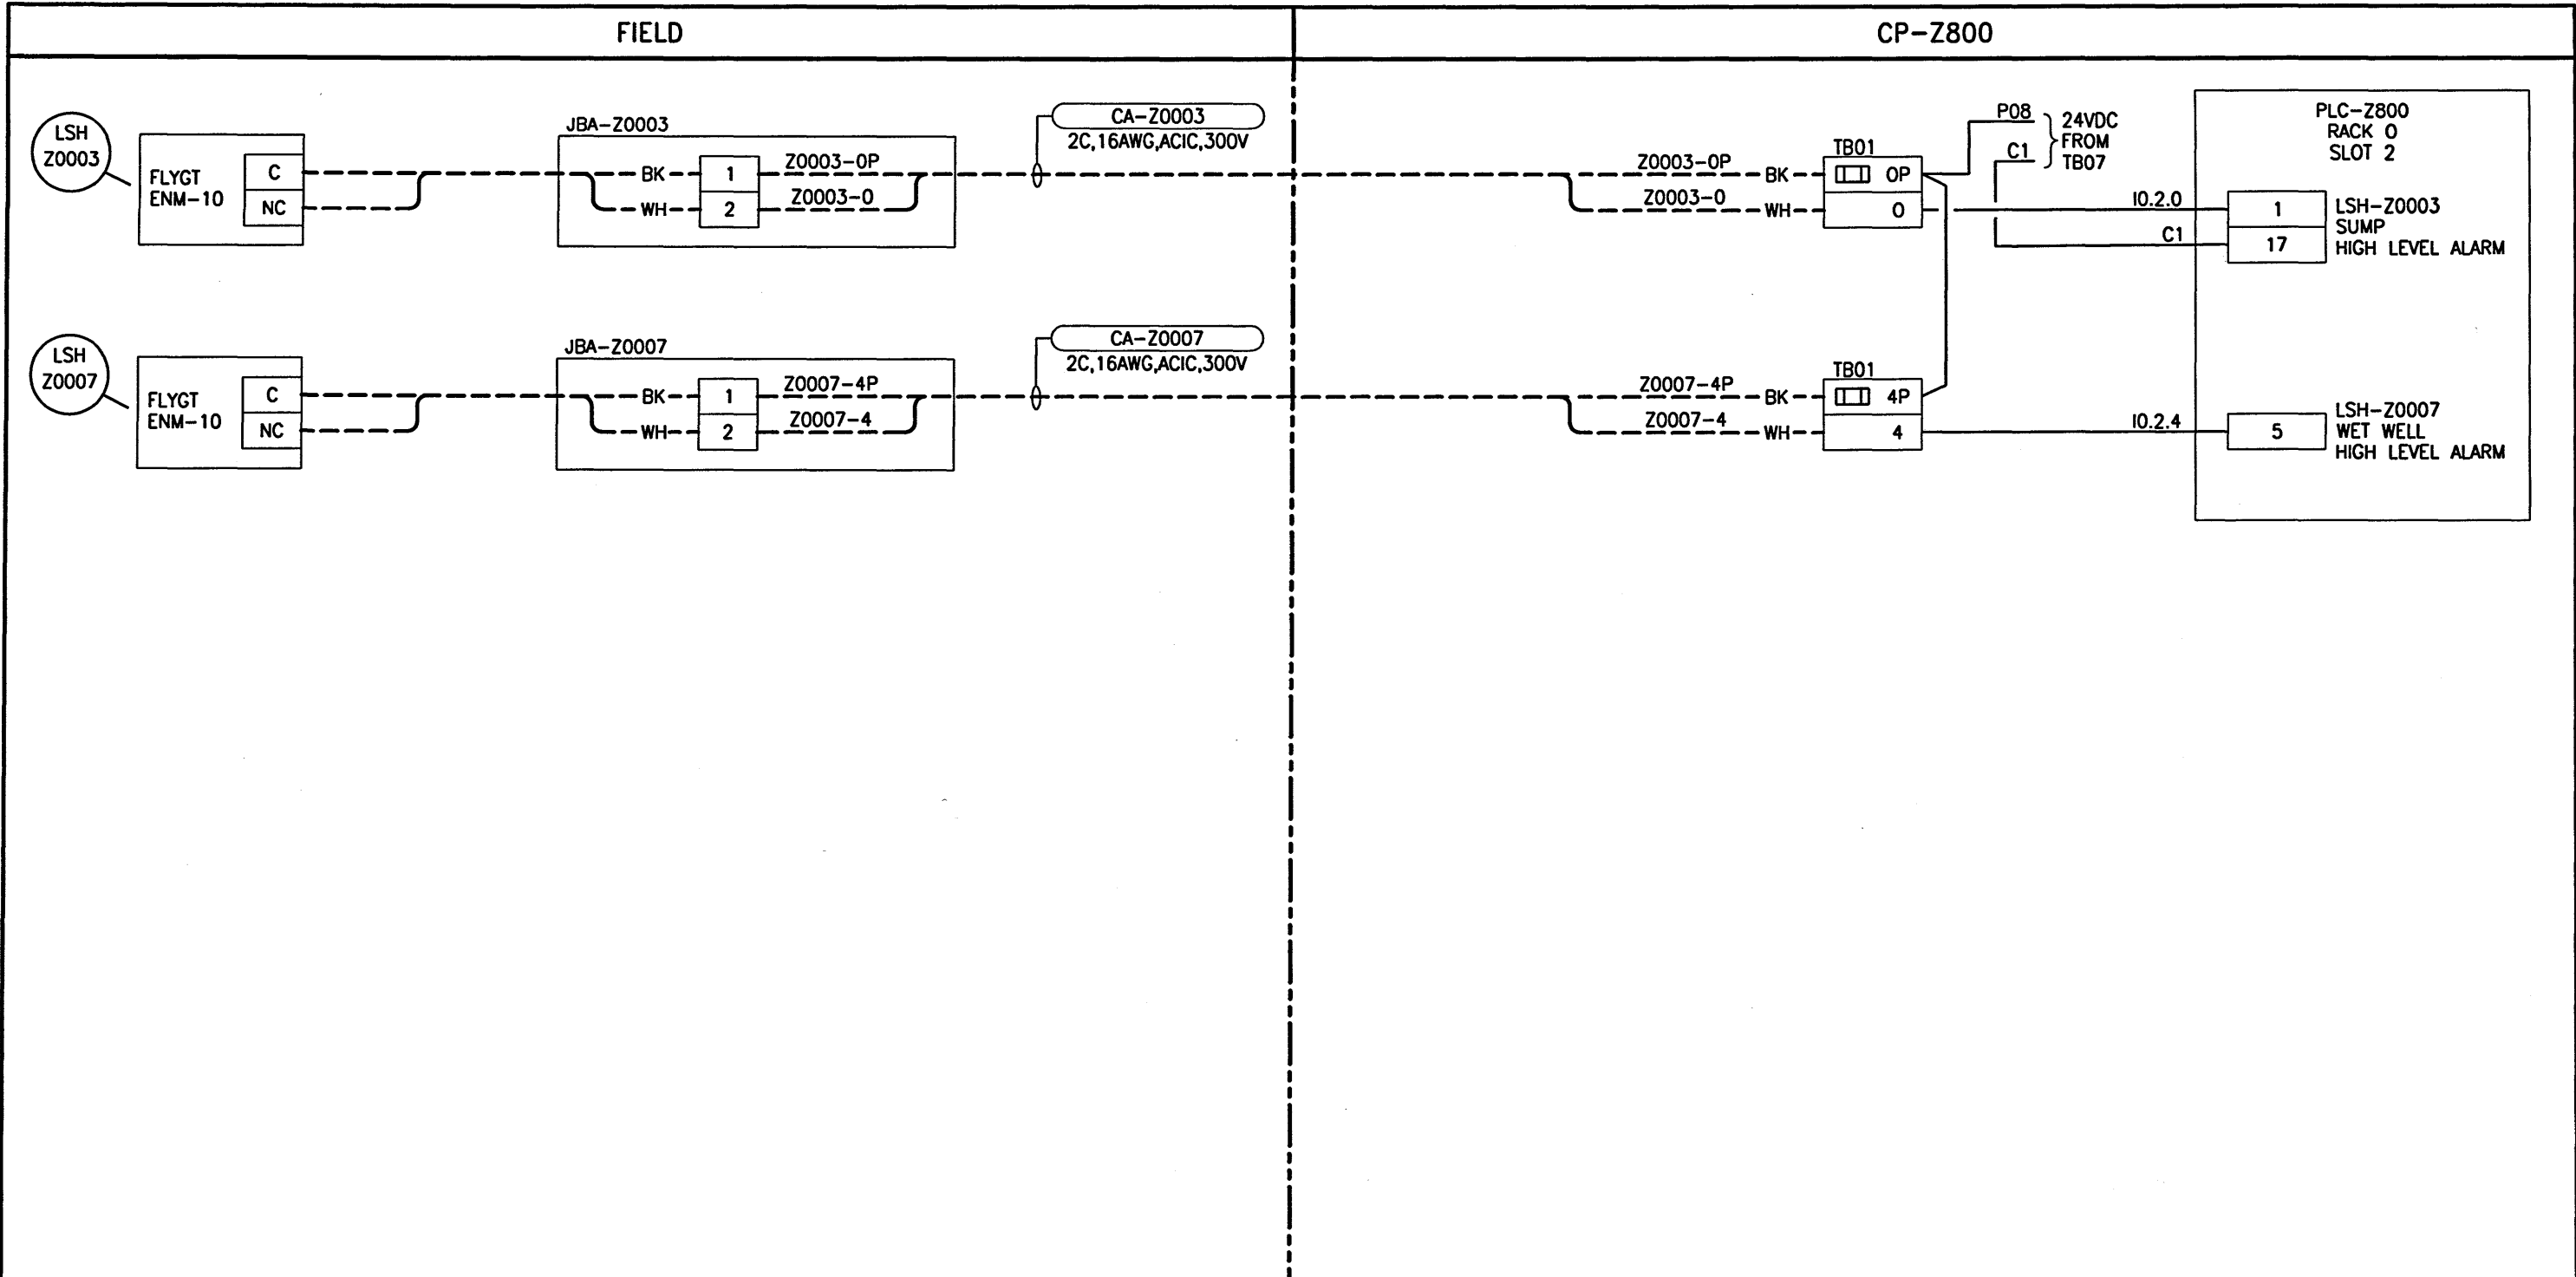 FIELD
CP-Z800
LSH
Z0003
FLYGT
ENM-10
C
NC
JBA-Z0003
BK
WH
1
2
Z0003-0P
Z0003-0
CA-Z0003
2C,16AWG,ACIC,300V
Z0003-0P
Z0003-0
BK
WH
TB01
0P
0
P08
C1
24VDC
FROM
TB07
I0.2.0
C1
PLC-Z800
RACK 0
SLOT 2
1
17
LSH-Z0003
SUMP
HIGH LEVEL ALARM
LSH
Z0007
FLYGT
ENM-10
C
NC
JBA-Z0007
BK
WH
1
2
Z0007-4P
Z0007-4
CA-Z0007
2C,16AWG,ACIC,300V
Z0007-4P
Z0007-4
BK
WH
TB01
4P
4
I0.2.4
5
LSH-Z0007
WET WELL
HIGH LEVEL ALARM